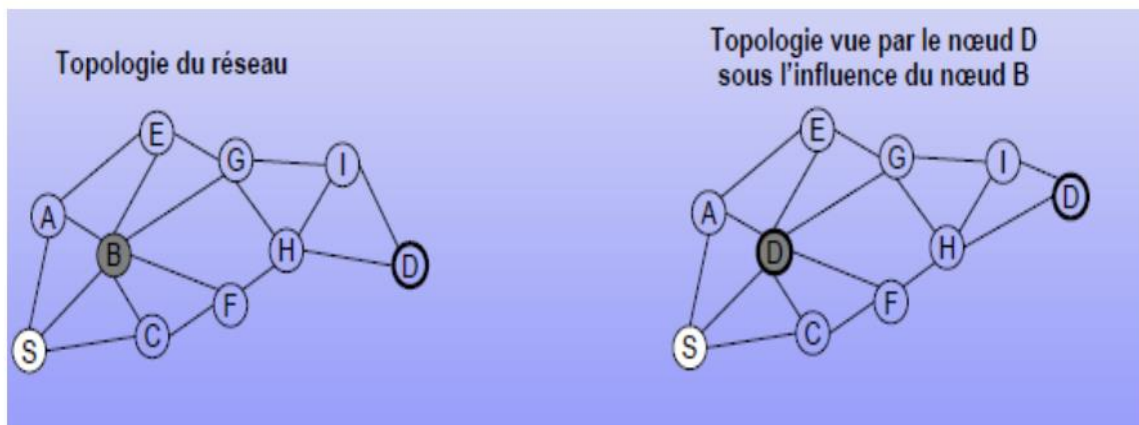 Topologie du réseau
Topologie vue par le nœud D
sous l'influence du nœud B
E
G
I
A
B
H
D
F
C
S
E
G
I
D
A
D
H
F
C
S